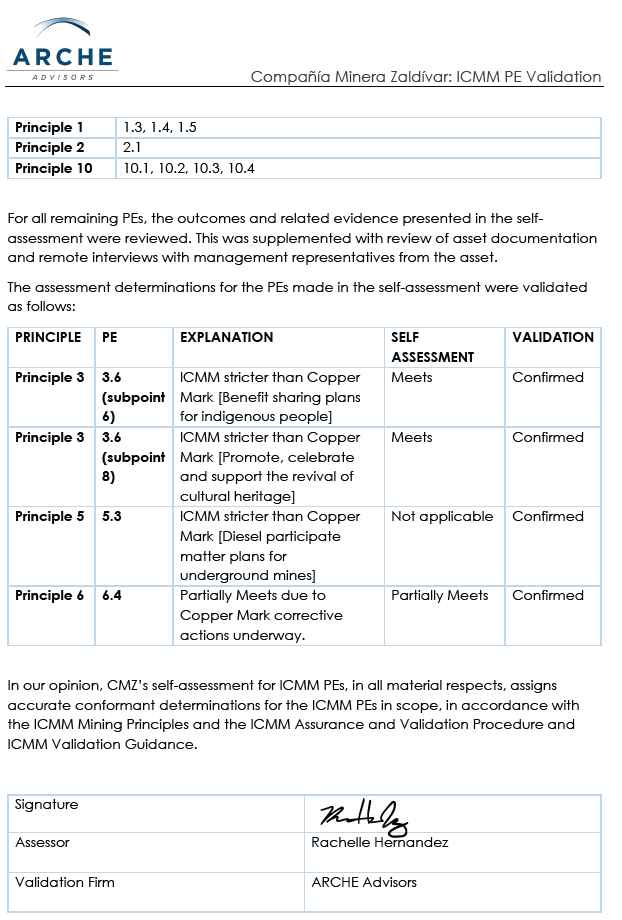 ARCHE
ADVISORS
Compañía Minera Zaldívar: ICMM PE Validation
Principle 1 1.3, 1.4, 1.5
Principle 2 2.1
Principle 10 10.1, 10.2, 10.3, 10.4
For all remaining PEs, the outcomes and related evidence presented in the self-
assessment were reviewed. This was supplemented with review of asset documentation
and remote interviews with management representatives from the asset.
The assessment determinations for the PEs made in the self-assessment were validated
as follows:
PRINCIPLE PE EXPLANATION SELF VALIDATION
ASSESSMENT
Principle 3 3.6 ICMM stricter than Copper Meets Confirmed
(subpoint Mark [Benefit sharing plans
6) for indigenous people]
Principle 3 3.6 ICMM stricter than Copper Meets Confirmed
(subpoint Mark [Promote, celebrate
8) and support the revival of
cultural heritage]
Principle 5 5.3 ICMM stricter than Copper Not applicable Confirmed
Mark [Diesel participate
matter plans for
underground mines]
Principle 6 6.4 Partially Meets due to Partially Meets Confirmed
Copper Mark corrective
actions underway.
In our opinion, CMZ's self-assessment for ICMM PEs, in all material respects, assigns
accurate conformant determinations for the ICMM PEs in scope, in accordance with
the ICMM Mining Principles and the ICMM Assurance and Validation Procedure and
ICMM Validation Guidance.
Signature
Assessor Rachelle Hernandez
Validation Firm ARCHE Advisors